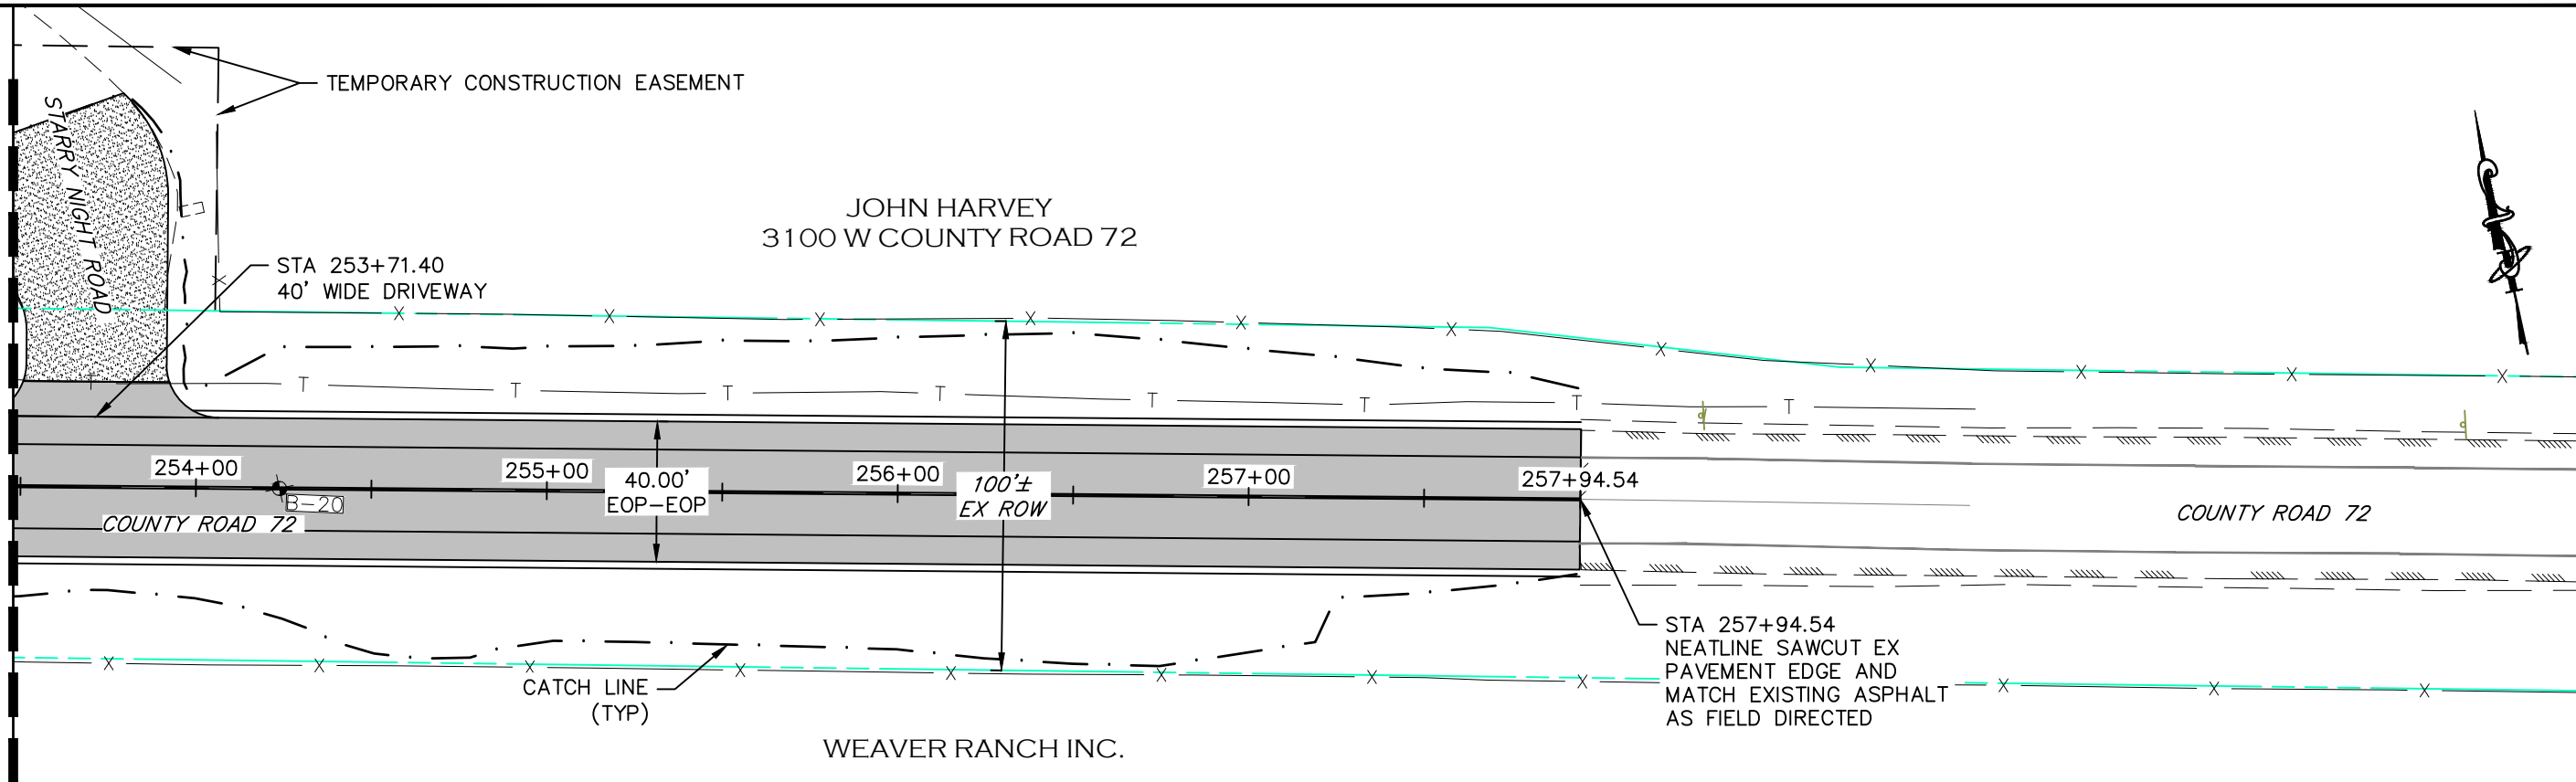 TEMPORARY CONSTRUCTION EASEMENT
STARRY NIGHT ROAD
JOHN HARVEY
3100 W COUNTY ROAD 72
STA 253+71.40
40' WIDE DRIVEWAY
X X X X X X X X X X X X
T T T T T T T T T
254+00
255+00
256+00
257+00
257+94.54
40.00'
EOP-EOP
100'±
EX ROW
B-20
COUNTY ROAD 72
COUNTY ROAD 72
STA 257+94.54
NEATLINE SAWCUT EX
PAVEMENT EDGE AND
MATCH EXISTING ASPHALT
AS FIELD DIRECTED
X X X X X X X X X X X
CATCH LINE
(TYP)
WEAVER RANCH INC.